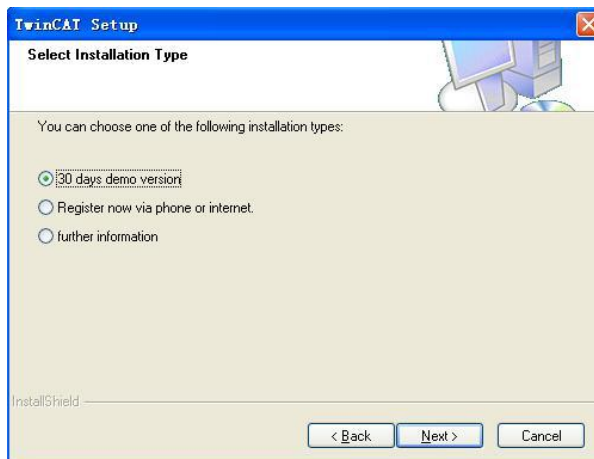 TwinCAT Setup
Select Installation Type
You can choose one of the following installation types:
30 days demo version
Register now via phone or internet.
further information
InstallShield
< Back
Next >
Cancel